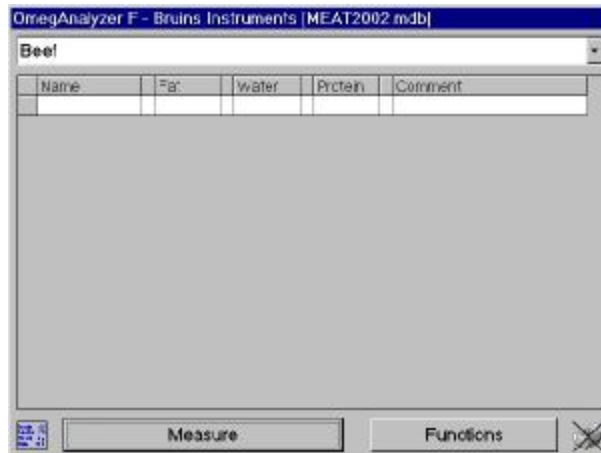 OmegAnalyzer F - Bruins Instruments [MEAT2002.mdb]
Beef
Name Fat water Protein Comment
Measure Functions